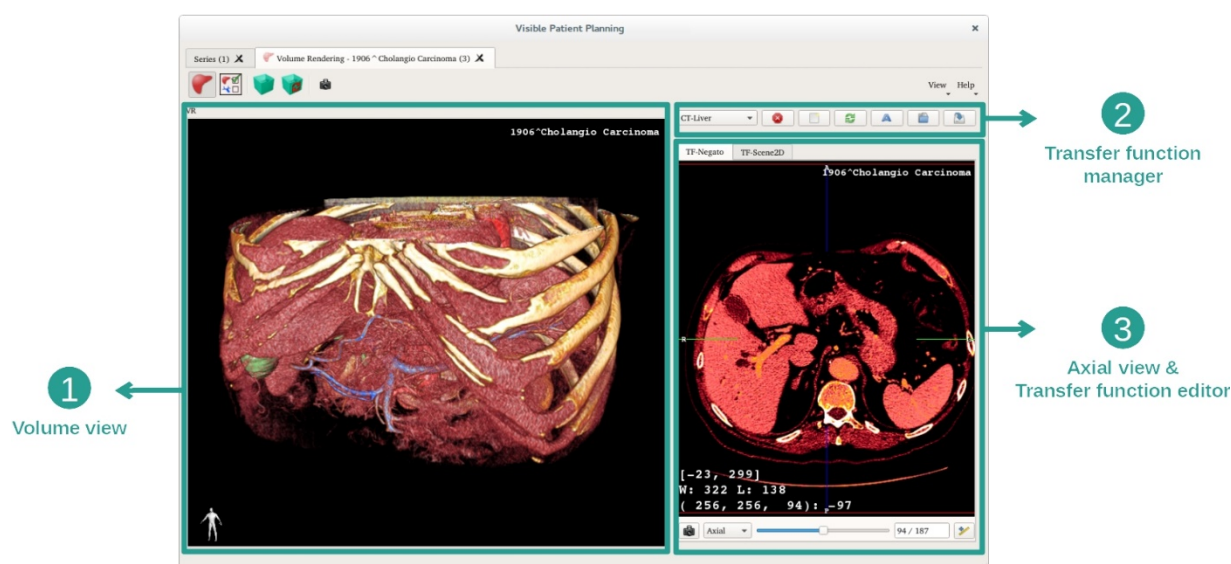 Visible Patient Planning
Series (1)
Volume Rendering - 1906 ^ Cholangio Carcinoma (3)
View Help
VR
1906^Cholangio Carcinoma
CT-Liver
TF-Negato TF-Scene2D
1906^Cholangio Carcinoma
A
R
[-23, 299]
W: 322 L: 138
( 256, 256, 94): -97
Axial
94 / 187
1
Volume view
2
Transfer function
manager
3
Axial view &
Transfer function editor